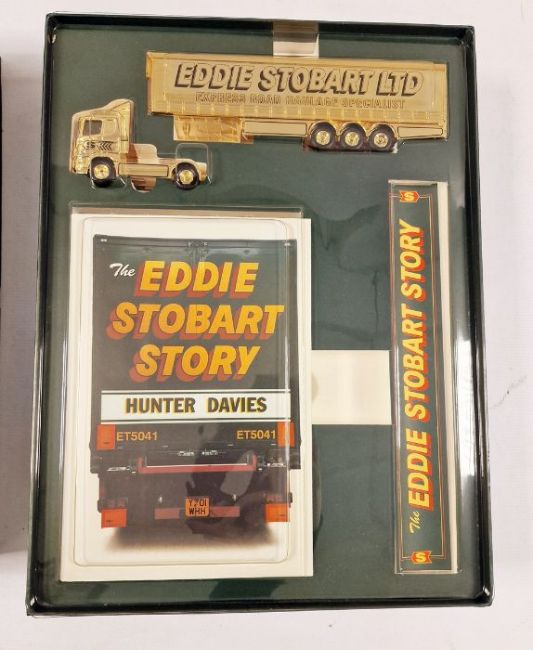 EDDIE STOBART LTD
EXPRESS ROAD HAULAGE SPECIALIST
The EDDIE
STOBART
STORY
HUNTER DAVIES
ET5041 ET5041
Y701
WHH
S
The EDDIE STOBART STORY
S